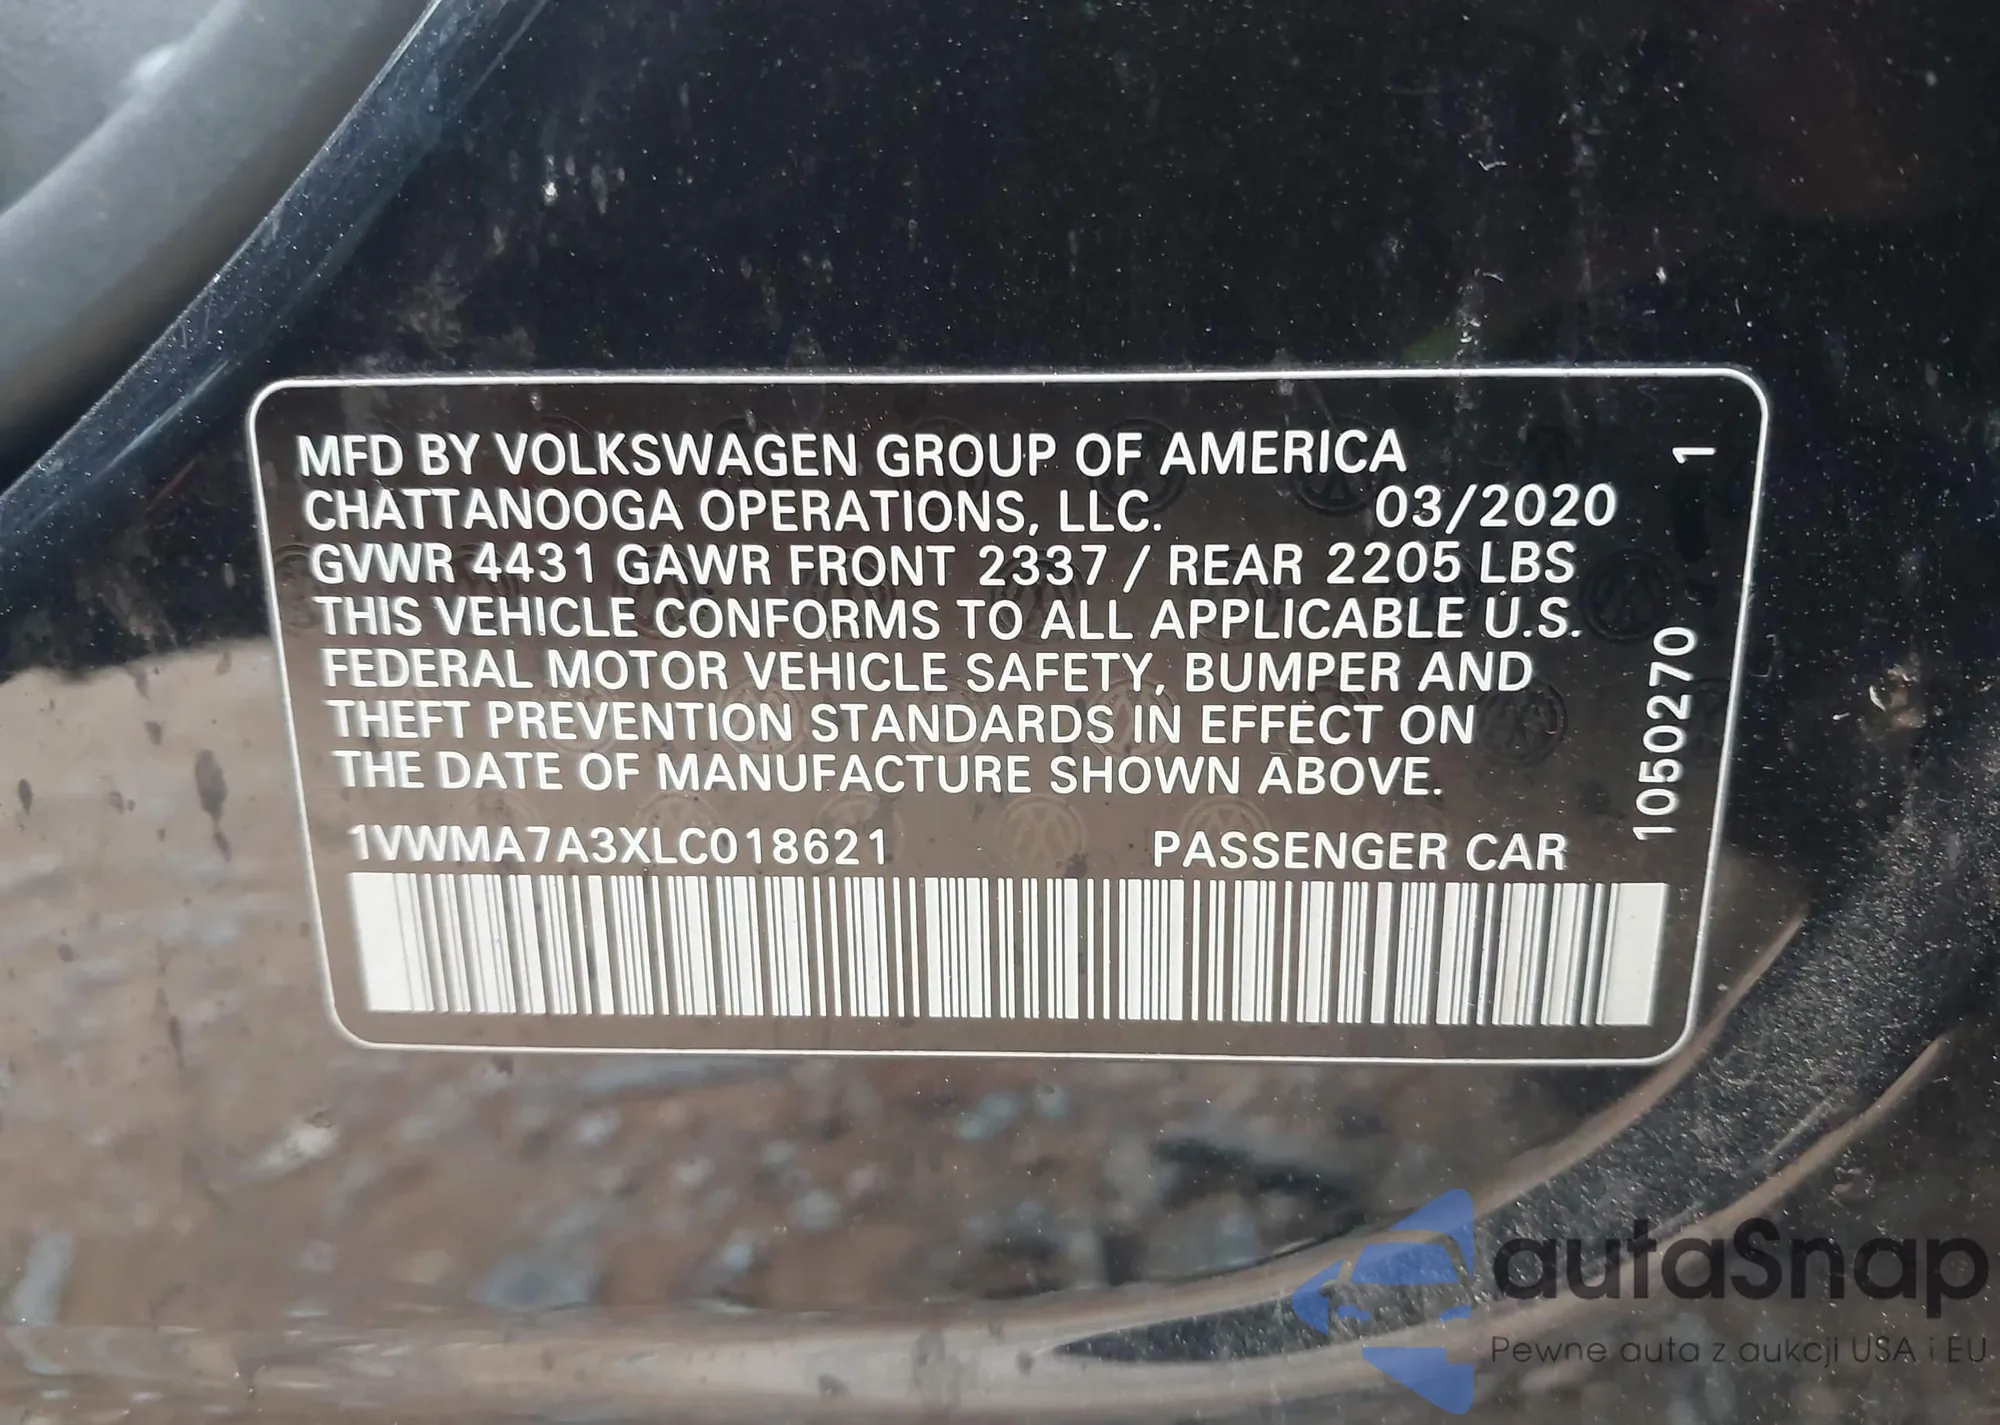 MFD BY VOLKSWAGEN GROUP OF AMERICA
CHATTANOOGA OPERATIONS, LLC. 03/2020
GVWR 4431 GAWR FRONT 2337 / REAR 2205 LBS
THIS VEHICLE CONFORMS TO ALL APPLICABLE U.S.
FEDERAL MOTOR VEHICLE SAFETY, BUMPER AND
THEFT PREVENTION STANDARDS IN EFFECT ON
THE DATE OF MANUFACTURE SHOWN ABOVE.
1VWMA7A3XLC018621 PASSENGER CAR
1050270 1
autaSnap
Pewne auta z aukcji USA i EU